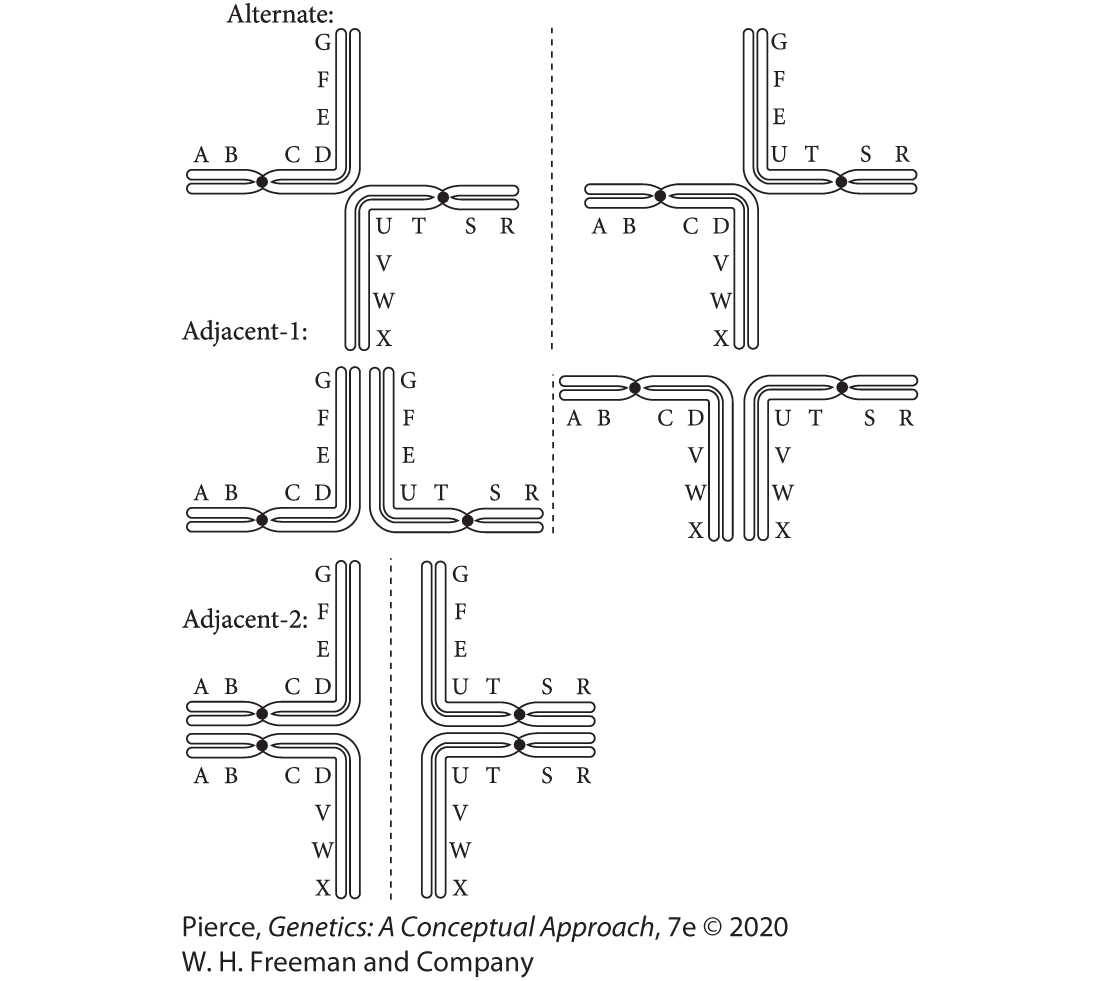 Alternate:
G G
F F
E E
A B C D U T S R
U T S R A B C D
V V
W W
Adjacent-1: X X
G G
F F A B C D U T S R
E E V V
A B C D U T S R W W
X X
G G
Adjacent-2: F F
E E
A B C D U T S R
A B C D U T S R
V V
W W
X X
Pierce, Genetics: A Conceptual Approach, 7e © 2020
W. H. Freeman and Company